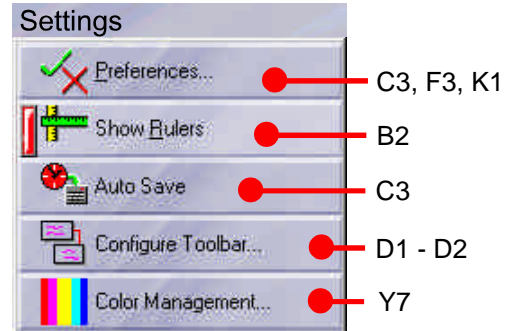 Settings
Preferences... C3, F3, K1
Show Rulers B2
Auto Save C3
Configure Toolbar... D1 - D2
Color Management... Y7